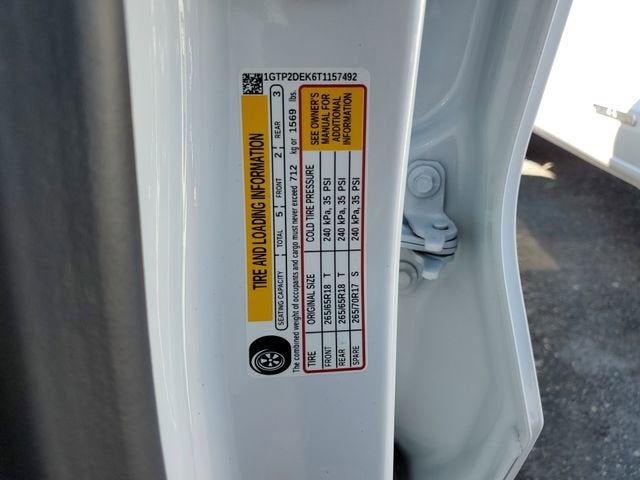 1GTP2DEK6T1157492
TIRE AND LOADING INFORMATION
SEATING CAPACITY TOTAL 5 FRONT 2 REAR 3
The combined weight of occupants and cargo must never exceed 712 kg or 1569 lbs.
TIRE ORIGINAL SIZE COLD TIRE PRESSURE
FRONT 265/65R18 T 240 kPa, 35 PSI
REAR 265/65R18 T 240 kPa, 35 PSI
SPARE 265/70R17 S 240 kPa, 35 PSI
SEE OWNER'S
MANUAL FOR
ADDITIONAL
INFORMATION